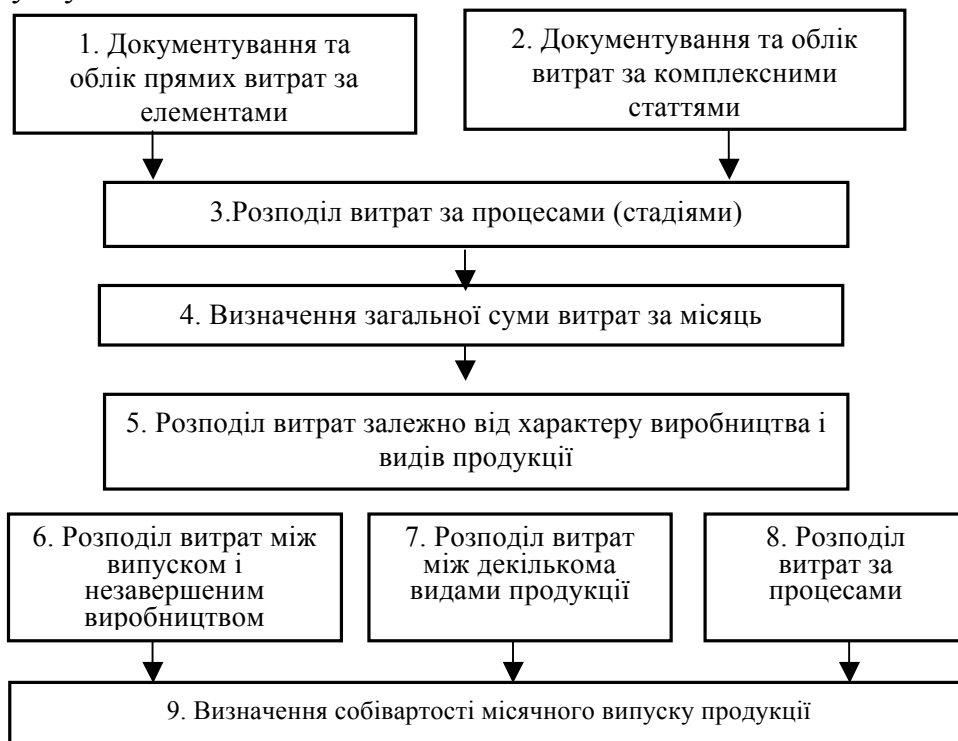 1. Документування та
облік прямих витрат за
елементами
2. Документування та облік
витрат за комплексними
статтями
3.Розподіл витрат за процесами (стадіями)
4. Визначення загальної суми витрат за місяць
5. Розподіл витрат залежно від характеру виробництва і
видів продукції
6. Розподіл витрат між
випуском і
незавершеним
виробництвом
7. Розподіл витрат
між декількома
видами продукції
8. Розподіл
витрат за
процесами
9. Визначення собівартості місячного випуску продукції